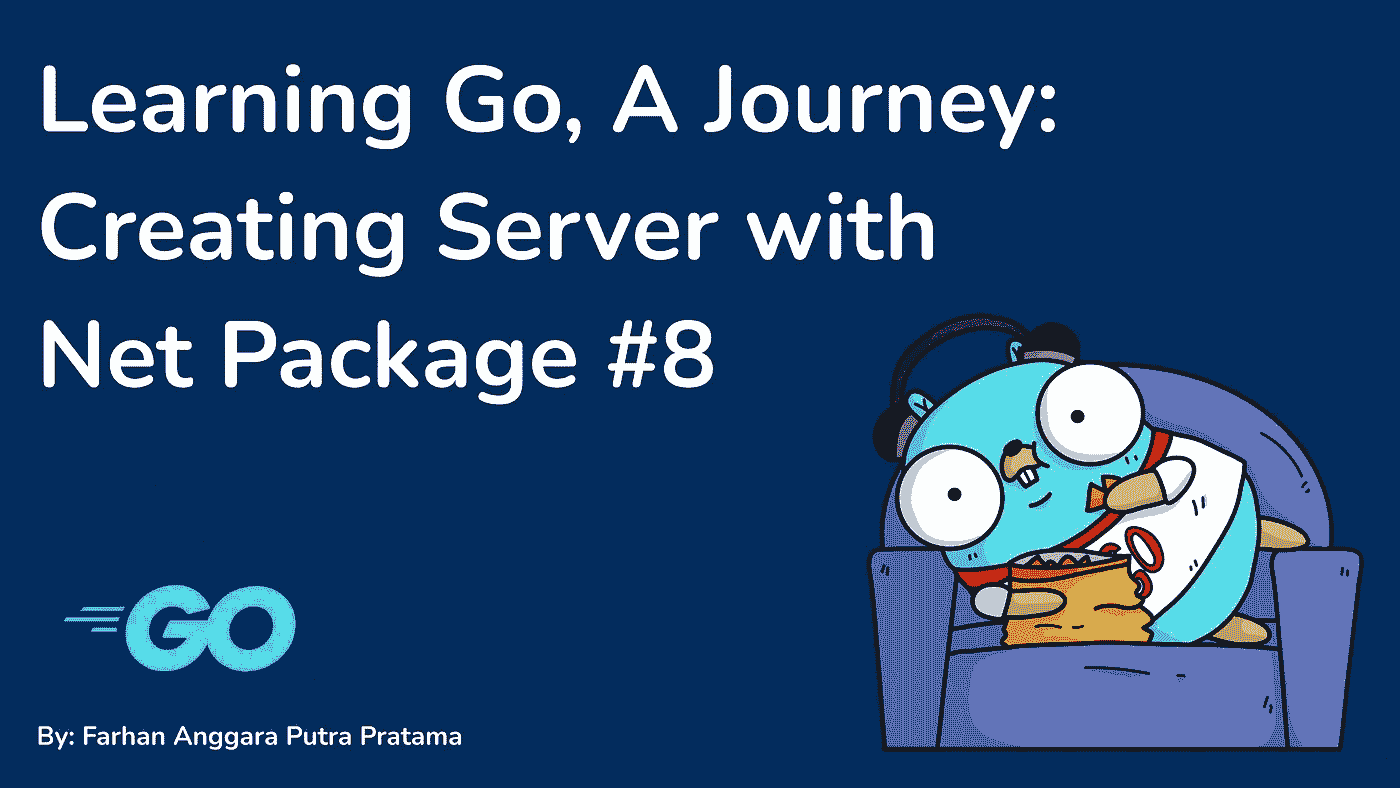 Learning Go, A Journey:
Creating Server with
Net Package #8
GO
By: Farhan Anggara Putra Pratama